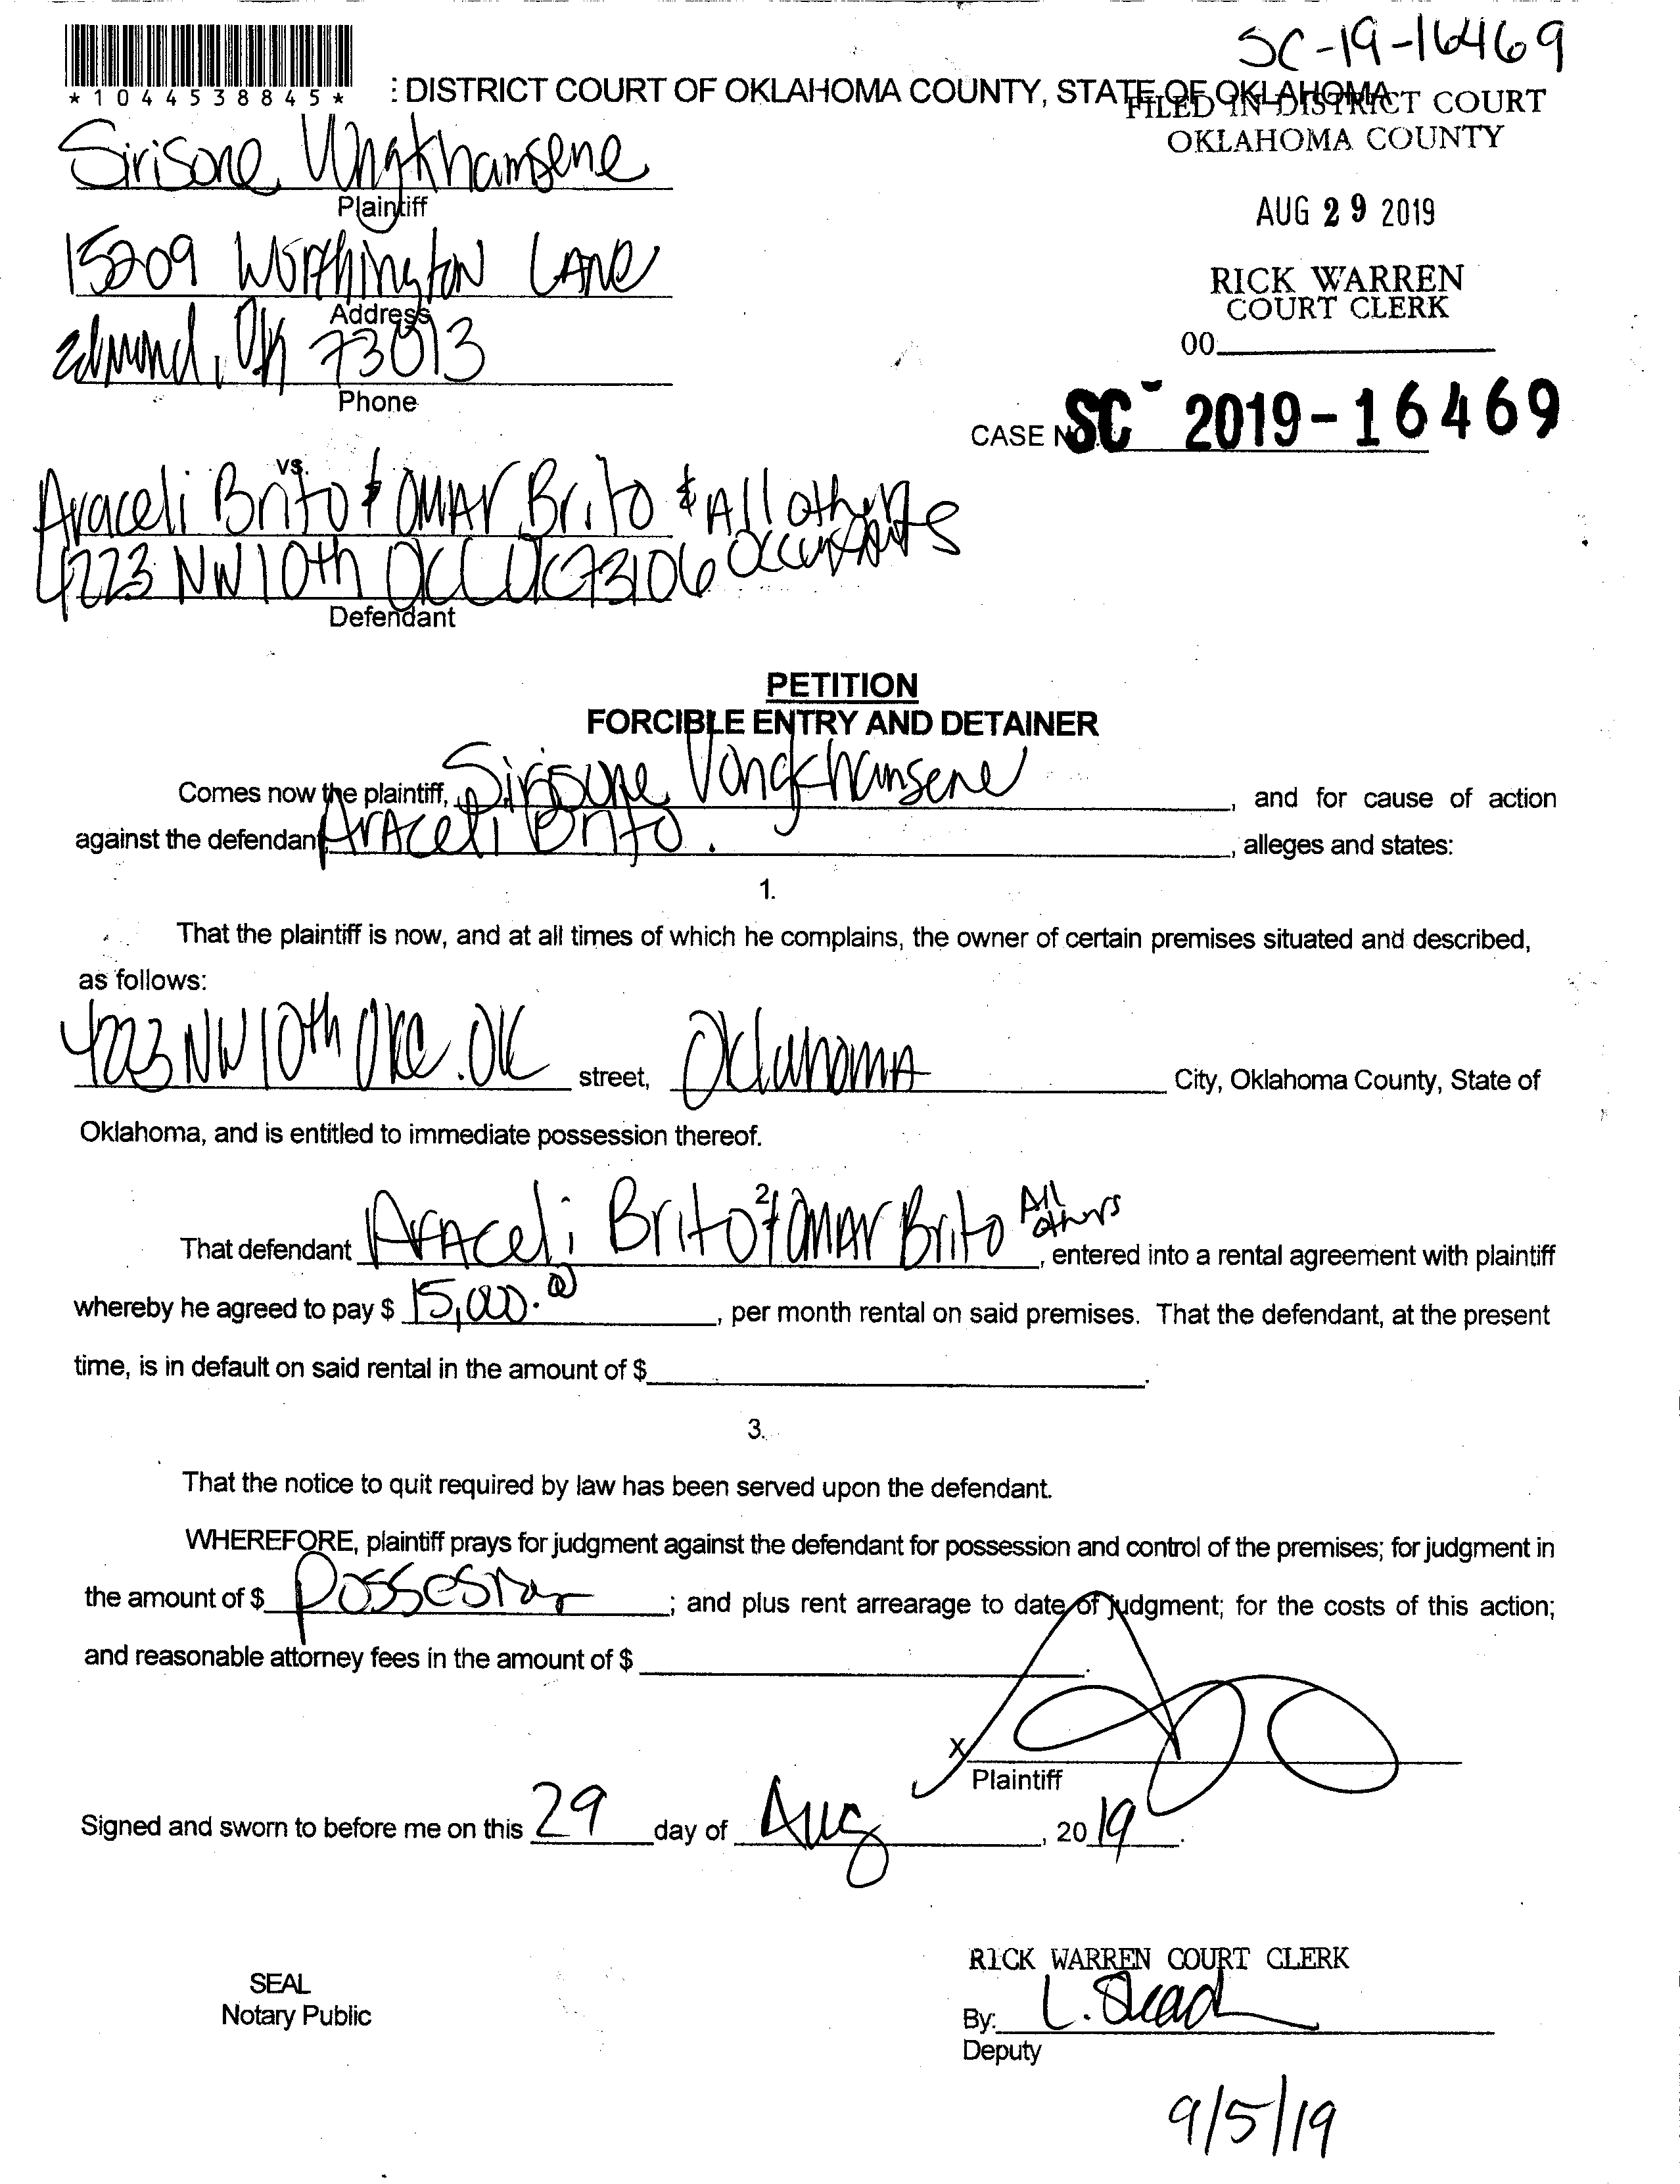 SC-19-16469
*1044538845*
: DISTRICT COURT OF OKLAHOMA COUNTY, STATE OF OKLAHOMA
FILED IN DISTRICT COURT
OKLAHOMA COUNTY
Sirisone Vongkhamsene
Plaintiff
AUG 29 2019
15209 Worthington Lane
Address
RICK WARREN
COURT CLERK
Edmond, OK 73013
00
Phone
CASE NO. SC - 2019-16469
vs.
Araceli Brito & Omar Brito & All others
occupants
4223 NW 10th OKC OK 73106
Defendant
PETITION
FORCIBLE ENTRY AND DETAINER
Comes now the plaintiff, Sirisone Vongkhamsene, and for cause of action
against the defendant, Araceli Brito., alleges and states:
1.
That the plaintiff is now, and at all times of which he complains, the owner of certain premises situated and described,
as follows:
4223 NW 10th OKC. OK street, Oklahoma City, Oklahoma County, State of
Oklahoma, and is entitled to immediate possession thereof.
2.
That defendant Araceli Brito & Omar Brito All others, entered into a rental agreement with plaintiff
whereby he agreed to pay $ 15,000.00, per month rental on said premises. That the defendant, at the present
time, is in default on said rental in the amount of $ .
3.
That the notice to quit required by law has been served upon the defendant.
WHEREFORE, plaintiff prays for judgment against the defendant for possession and control of the premises; for judgment in
the amount of $ Possession; and plus rent arrearage to date of judgment; for the costs of this action;
and reasonable attorney fees in the amount of $ .
X
Plaintiff
Signed and sworn to before me on this 29 day of Aug, 2019.
RICK WARREN COURT CLERK
SEAL
Notary Public
By:
Deputy
9/5/19